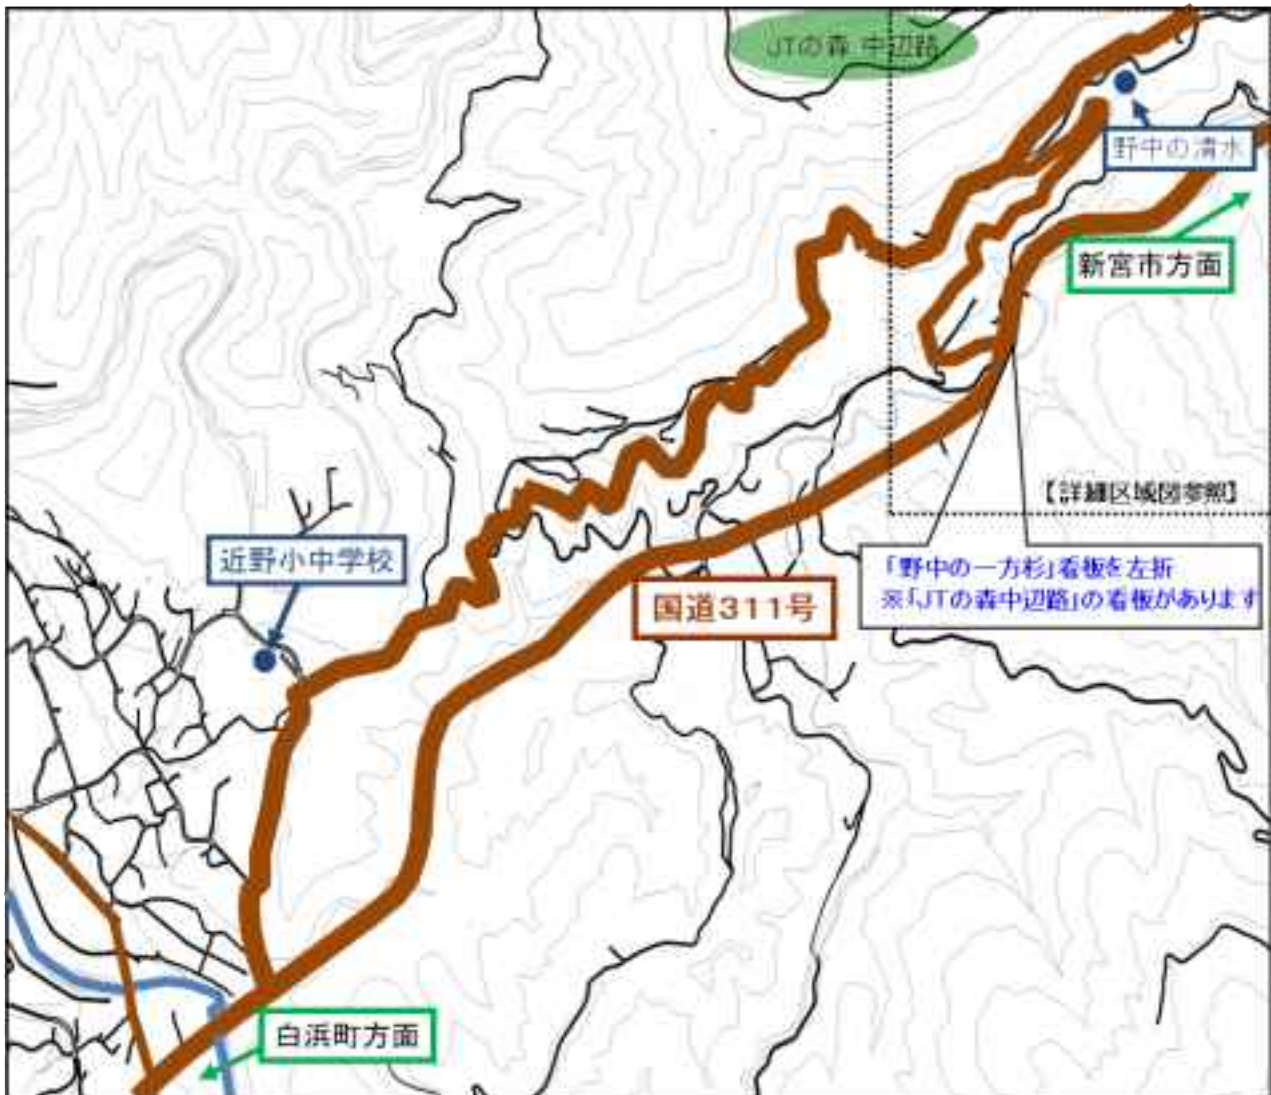 JTの森 中辺路
野中の清水
新宮市方面
【詳細区域図参照】
近野小中学校
「野中の一方杉」看板を左折
※「JTの森中辺路」の看板があります
国道311号
白浜町方面